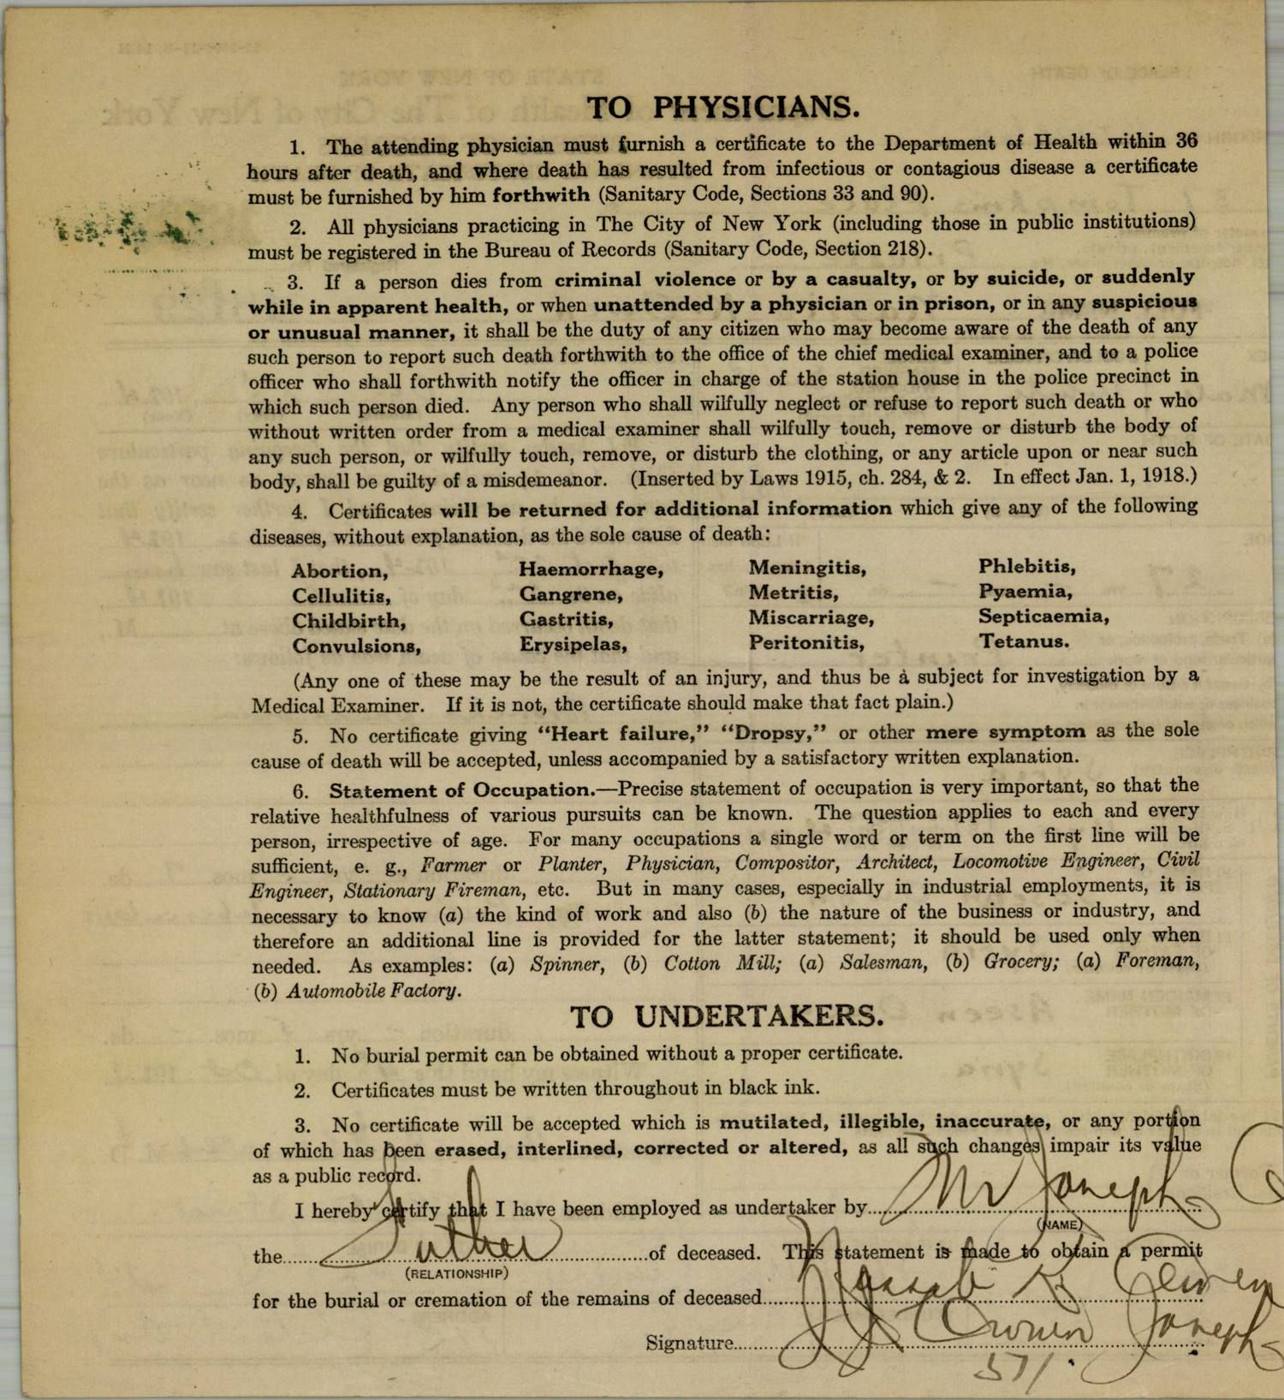 TO PHYSICIANS.
1. The attending physician must furnish a certificate to the Department of Health within 36
hours after death, and where death has resulted from infectious or contagious disease a certificate
must be furnished by him forthwith (Sanitary Code, Sections 33 and 90).
2. All physicians practicing in The City of New York (including those in public institutions)
must be registered in the Bureau of Records (Sanitary Code, Section 218).
3. If a person dies from criminal violence or by a casualty, or by suicide, or suddenly
while in apparent health, or when unattended by a physician or in prison, or in any suspicious
or unusual manner, it shall be the duty of any citizen who may become aware of the death of any
such person to report such death forthwith to the office of the chief medical examiner, and to a police
officer who shall forthwith notify the officer in charge of the station house in the police precinct in
which such person died. Any person who shall wilfully neglect or refuse to report such death or who
without written order from a medical examiner shall wilfully touch, remove or disturb the body of
any such person, or wilfully touch, remove, or disturb the clothing, or any article upon or near such
body, shall be guilty of a misdemeanor. (Inserted by Laws 1915, ch. 284, & 2. In effect Jan. 1, 1918.)
4. Certificates will be returned for additional information which give any of the following
diseases, without explanation, as the sole cause of death:
Abortion, Haemorrhage, Meningitis, Phlebitis,
Cellulitis, Gangrene, Metritis, Pyaemia,
Childbirth, Gastritis, Miscarriage, Septicaemia,
Convulsions, Erysipelas, Peritonitis, Tetanus.
(Any one of these may be the result of an injury, and thus be a subject for investigation by a
Medical Examiner. If it is not, the certificate should make that fact plain.)
5. No certificate giving "Heart failure," "Dropsy," or other mere symptom as the sole
cause of death will be accepted, unless accompanied by a satisfactory written explanation.
6. Statement of Occupation.—Precise statement of occupation is very important, so that the
relative healthfulness of various pursuits can be known. The question applies to each and every
person, irrespective of age. For many occupations a single word or term on the first line will be
sufficient, e. g., Farmer or Planter, Physician, Compositor, Architect, Locomotive Engineer, Civil
Engineer, Stationary Fireman, etc. But in many cases, especially in industrial employments, it is
necessary to know (a) the kind of work and also (b) the nature of the business or industry, and
therefore an additional line is provided for the latter statement; it should be used only when
needed. As examples: (a) Spinner, (b) Cotton Mill; (a) Salesman, (b) Grocery; (a) Foreman,
(b) Automobile Factory.
TO UNDERTAKERS.
1. No burial permit can be obtained without a proper certificate.
2. Certificates must be written throughout in black ink.
3. No certificate will be accepted which is mutilated, illegible, inaccurate, or any portion
of which has been erased, interlined, corrected or altered, as all such changes impair its value
as a public record.
I hereby certify that I have been employed as undertaker by Mr Joseph
(NAME)
the Father of deceased. This statement is made to obtain a permit
(RELATIONSHIP)
for the burial or cremation of the remains of deceased
Signature Joseph
571